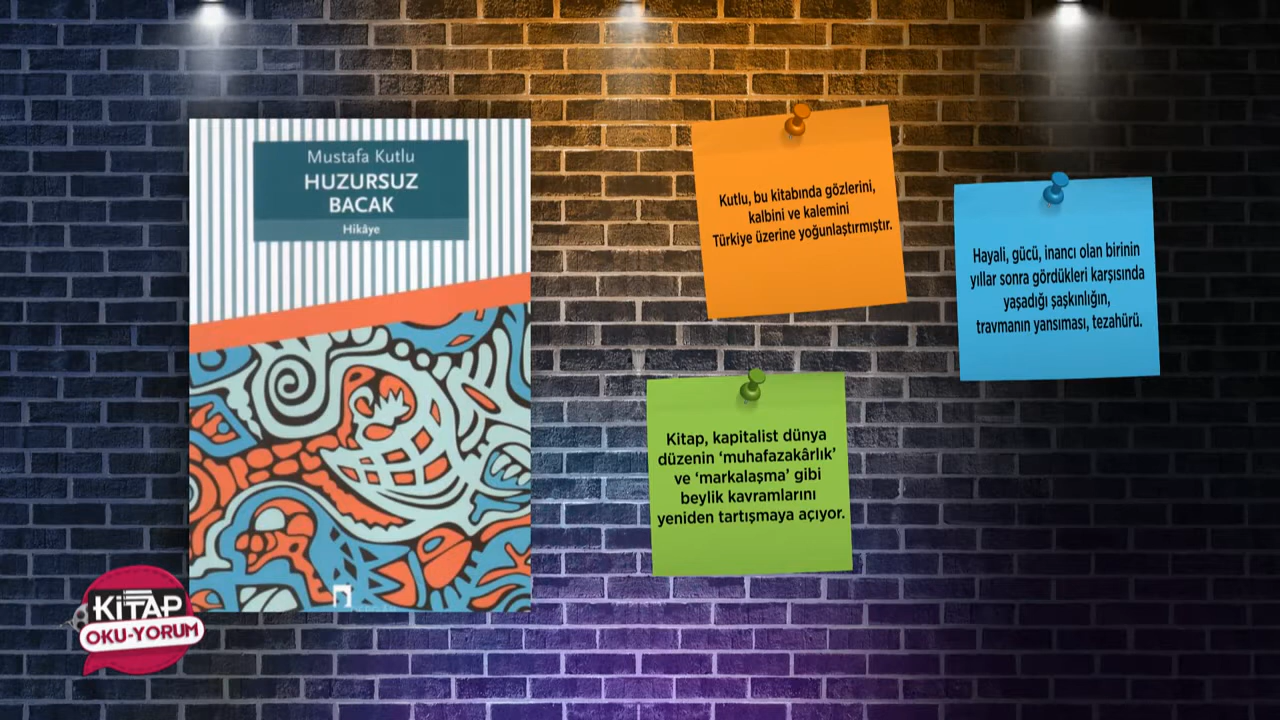 Mustafa Kutlu
HUZURSUZ
BACAK
Hikâye
Kutlu, bu kitabında gözlerini,
kalbini ve kalemini
Türkiye üzerine yoğunlaştırmıştır.
Hayali, gücü, inancı olan birinin
yıllar sonra gördükleri karşısında
yaşadığı şaşkınlığın,
travmanın yansıması, tezahürü.
Kitap, kapitalist dünya
düzenin ‘muhafazakârlık’
ve ‘markalaşma’ gibi
beylik kavramlarını
yeniden tartışmaya açıyor.
KİTAP
OKU-YORUM